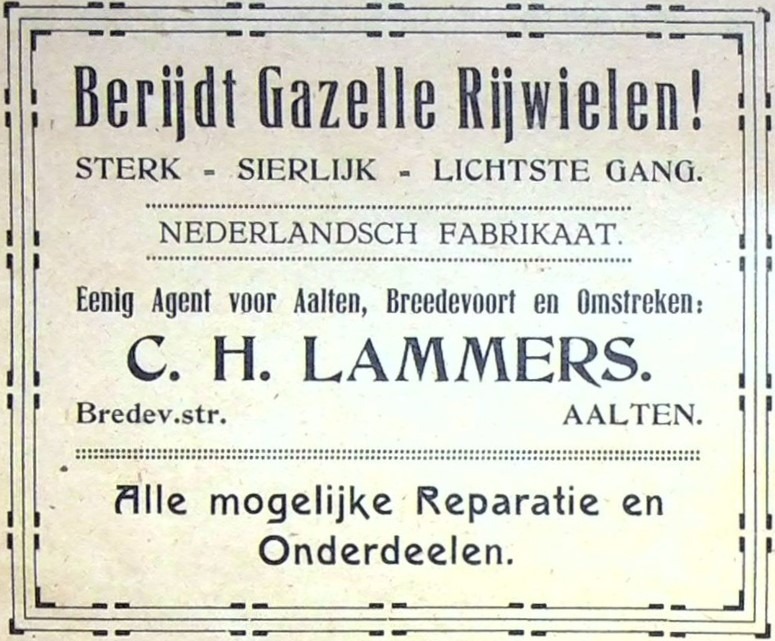 Berijdt Gazelle Rijwielen!
STERK - SIERLIJK - LICHTSTE GANG.
NEDERLANDSCH FABRIKAAT.
Eenig Agent voor Aalten, Breedevoort en Omstreken:
C. H. LAMMERS.
Bredev.str. AALTEN.
Alle mogelijke Reparatie en
Onderdeelen.